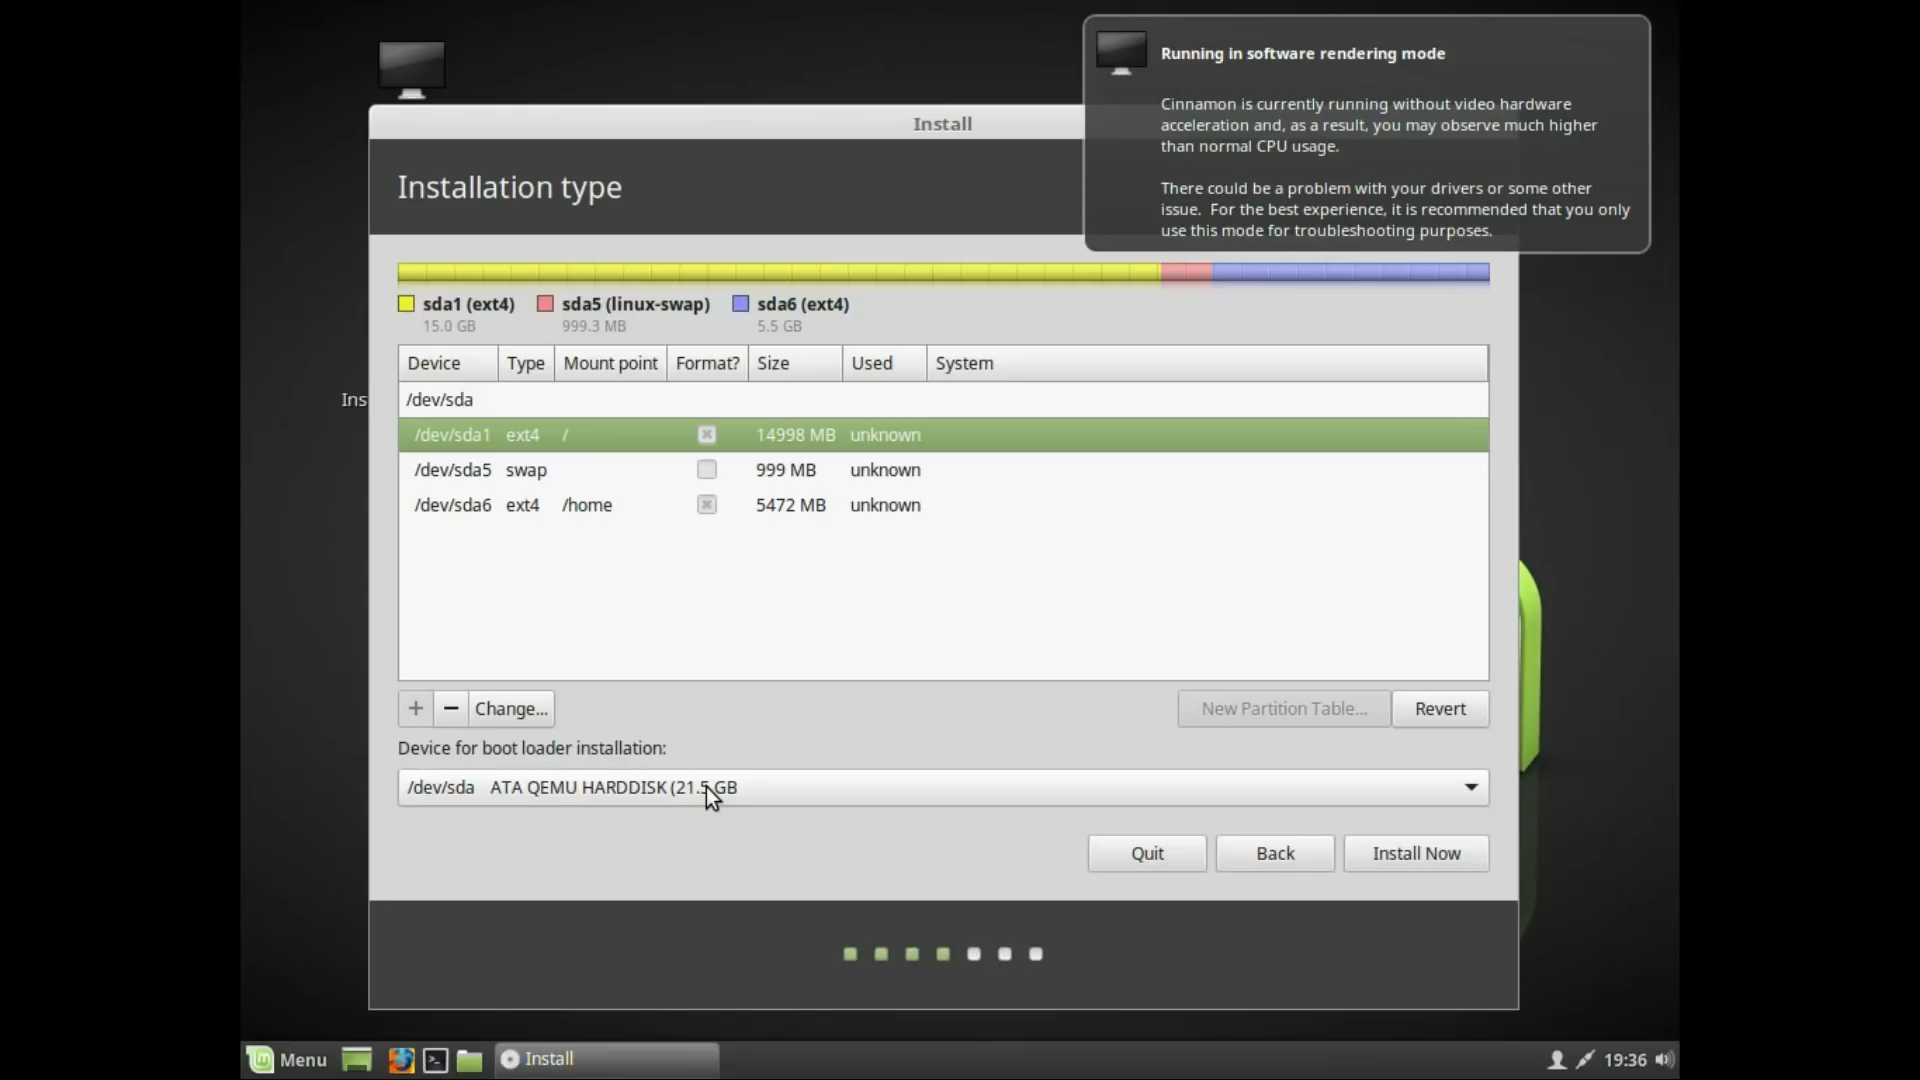 Running in software rendering mode
Cinnamon is currently running without video hardware
acceleration and, as a result, you may observe much higher
than normal CPU usage.
There could be a problem with your drivers or some other
issue.  For the best experience, it is recommended that you only
use this mode for troubleshooting purposes.
Install
Installation type
sda1 (ext4) sda5 (linux-swap) sda6 (ext4)
15.0 GB 999.3 MB 5.5 GB
Device Type Mount point Format? Size Used System
Ins /dev/sda
/dev/sda1 ext4 / 14998 MB unknown
/dev/sda5 swap 999 MB unknown
/dev/sda6 ext4 /home 5472 MB unknown
+ − Change... New Partition Table... Revert
Device for boot loader installation:
/dev/sda ATA QEMU HARDDISK (21.5 GB
Quit Back Install Now
Menu Install 19:36